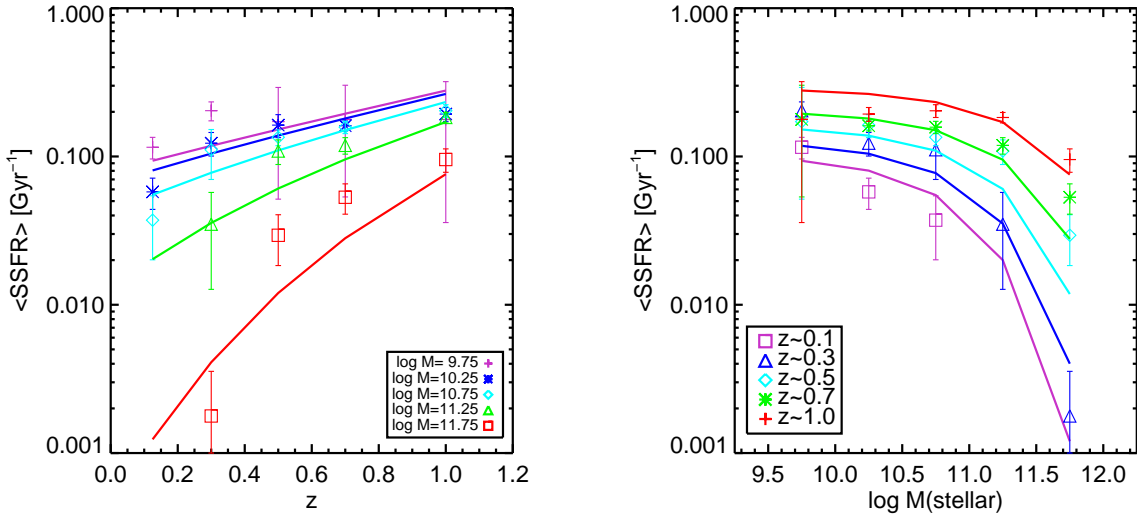 1.000
0.100
0.010
0.001
<SSFR> [Gyr⁻¹]
0.0 0.2 0.4 0.6 0.8 1.0 1.2
z
log M= 9.75
log M=10.25
log M=10.75
log M=11.25
log M=11.75
1.000
0.100
0.010
0.001
<SSFR> [Gyr⁻¹]
9.5 10.0 10.5 11.0 11.5 12.0
log M(stellar)
z~0.1
z~0.3
z~0.5
z~0.7
z~1.0